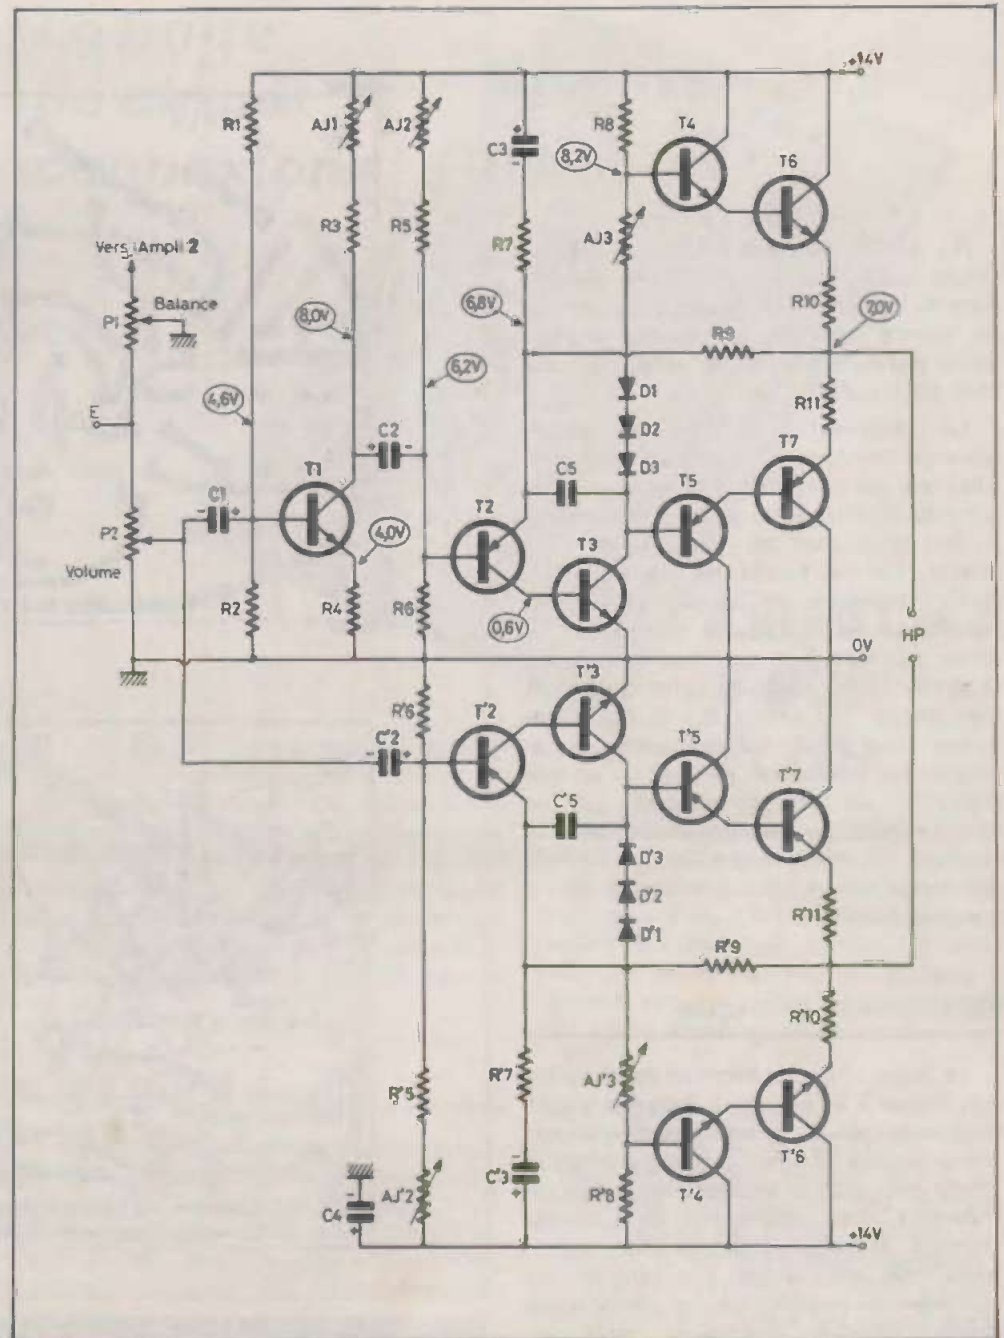 +14V
R1
AJ1
AJ2
C3
R8
T4
8,2V
T6
R3
R5
R7
AJ3
Vers Ampli 2
Balance
P1
8,0V
6,8V
R10
7,0V
R9
6,2V
4,6V
D1
R11
E
C2
D2
C1
T1
D3
T7
P2
T2
C5
T5
4,0V
T3
Volume
R2
R4
R6
0,6V
HP
0V
T'3
R'6
T'2
C'2
T'5
T'7
C'5
D'3
D'2
R'11
D'1
R'9
R'10
R'7
AJ'3
R'5
T'6
C4
AJ'2
C'3
R'8
T'4
+14V